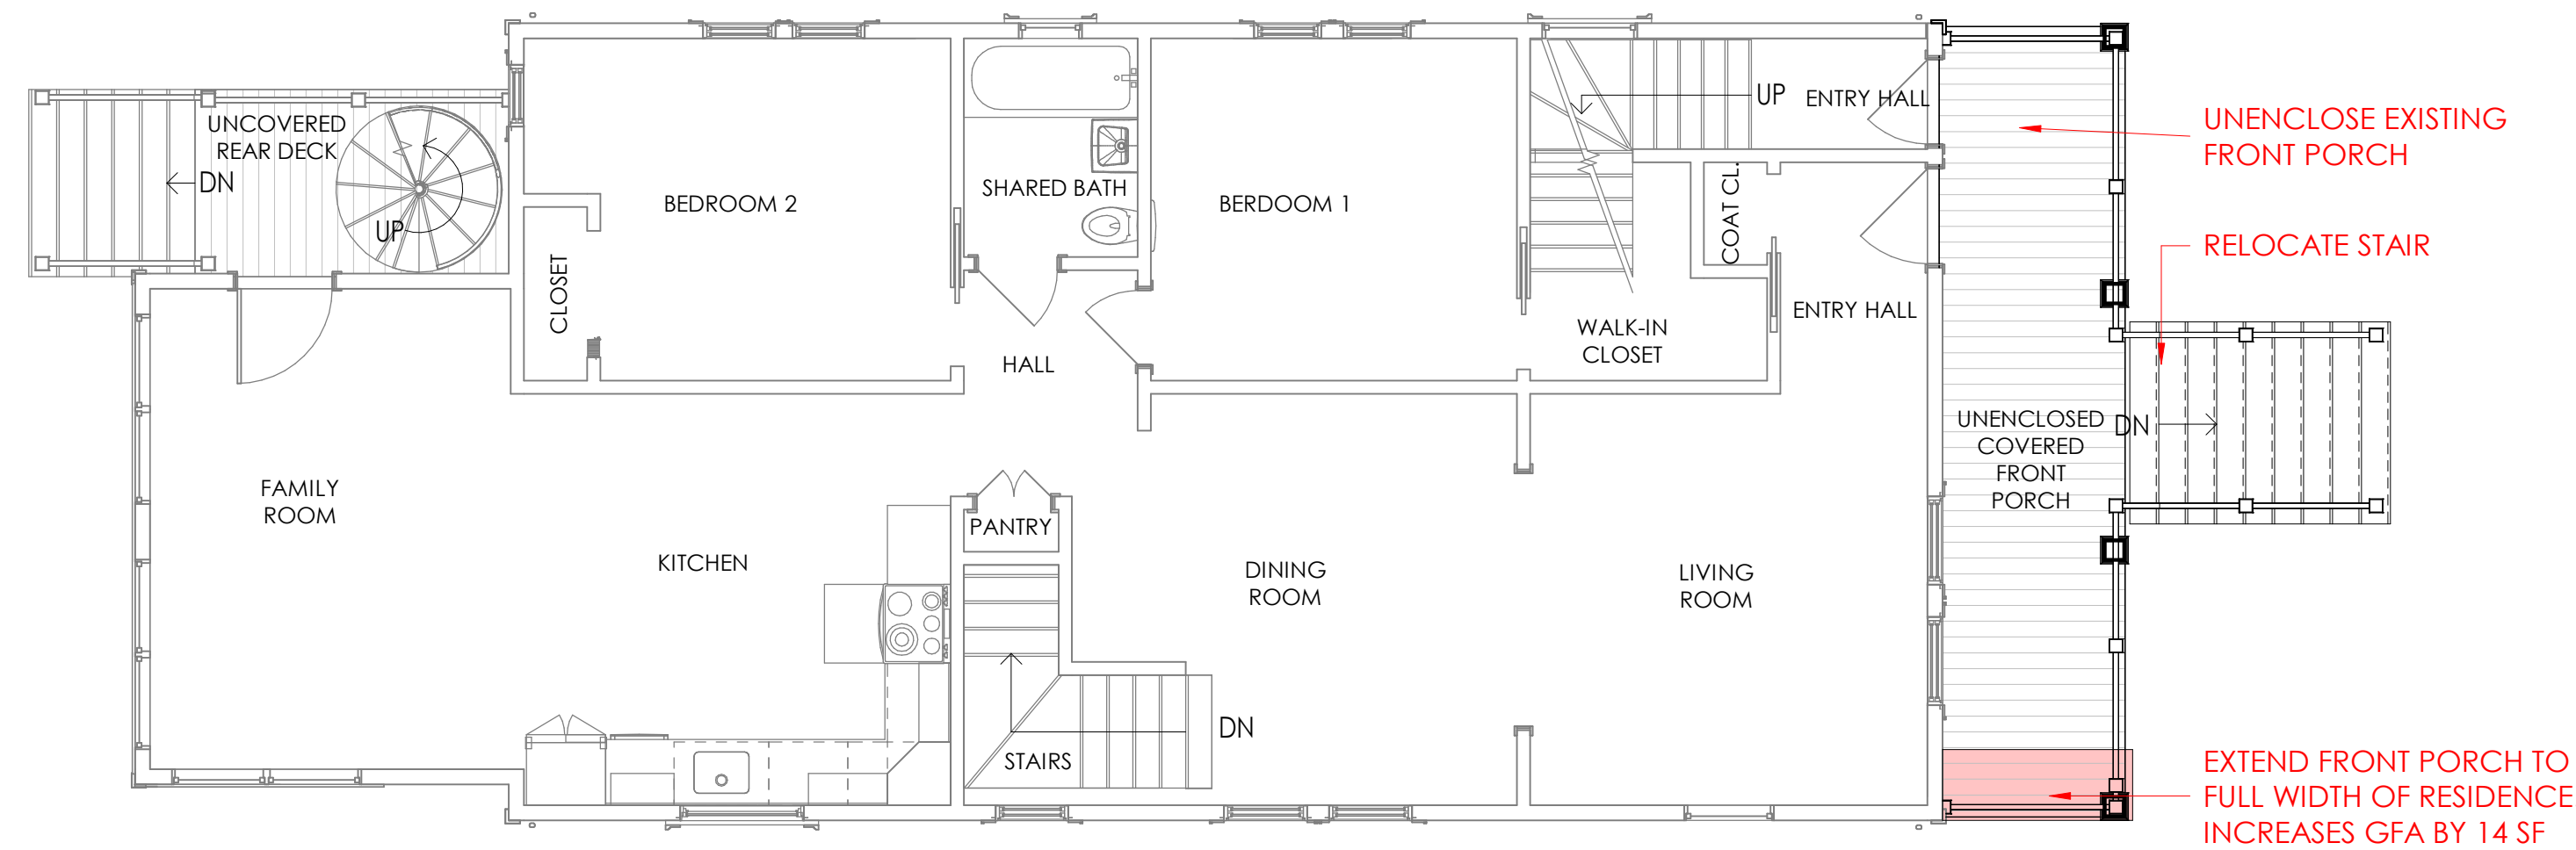 UNCOVERED
REAR DECK
DN
UP
BEDROOM 2
CLOSET
SHARED BATH
BERDOOM 1
UP
ENTRY HALL
COAT CL.
ENTRY HALL
WALK-IN
CLOSET
HALL
UNENCLOSE EXISTING
FRONT PORCH
RELOCATE STAIR
UNENCLOSED
COVERED
FRONT
PORCH
DN
FAMILY
ROOM
KITCHEN
PANTRY
DINING
ROOM
LIVING
ROOM
STAIRS
DN
EXTEND FRONT PORCH TO
FULL WIDTH OF RESIDENCE
INCREASES GFA BY 14 SF